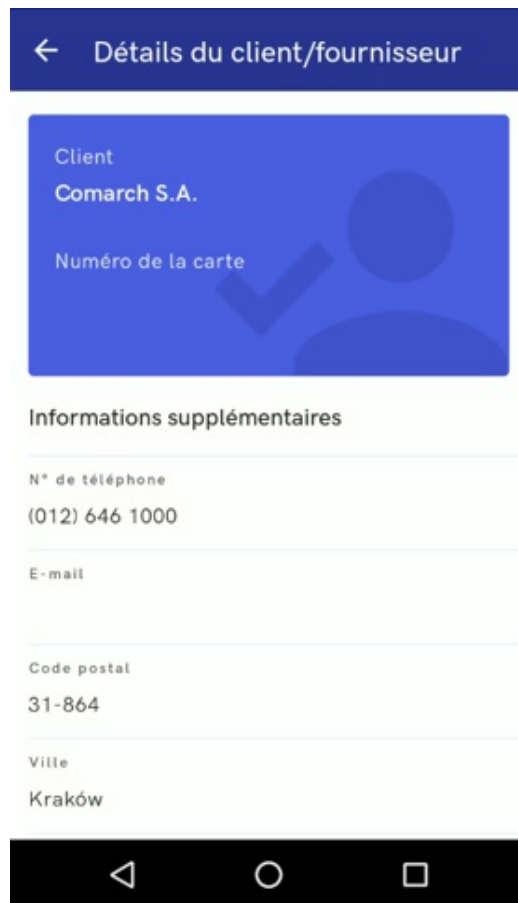 Détails du client/fournisseur
Client
Comarch S.A.
Numéro de la carte
Informations supplémentaires
N° de téléphone
(012) 646 1000
E-mail
Code postal
31-864
Ville
Kraków